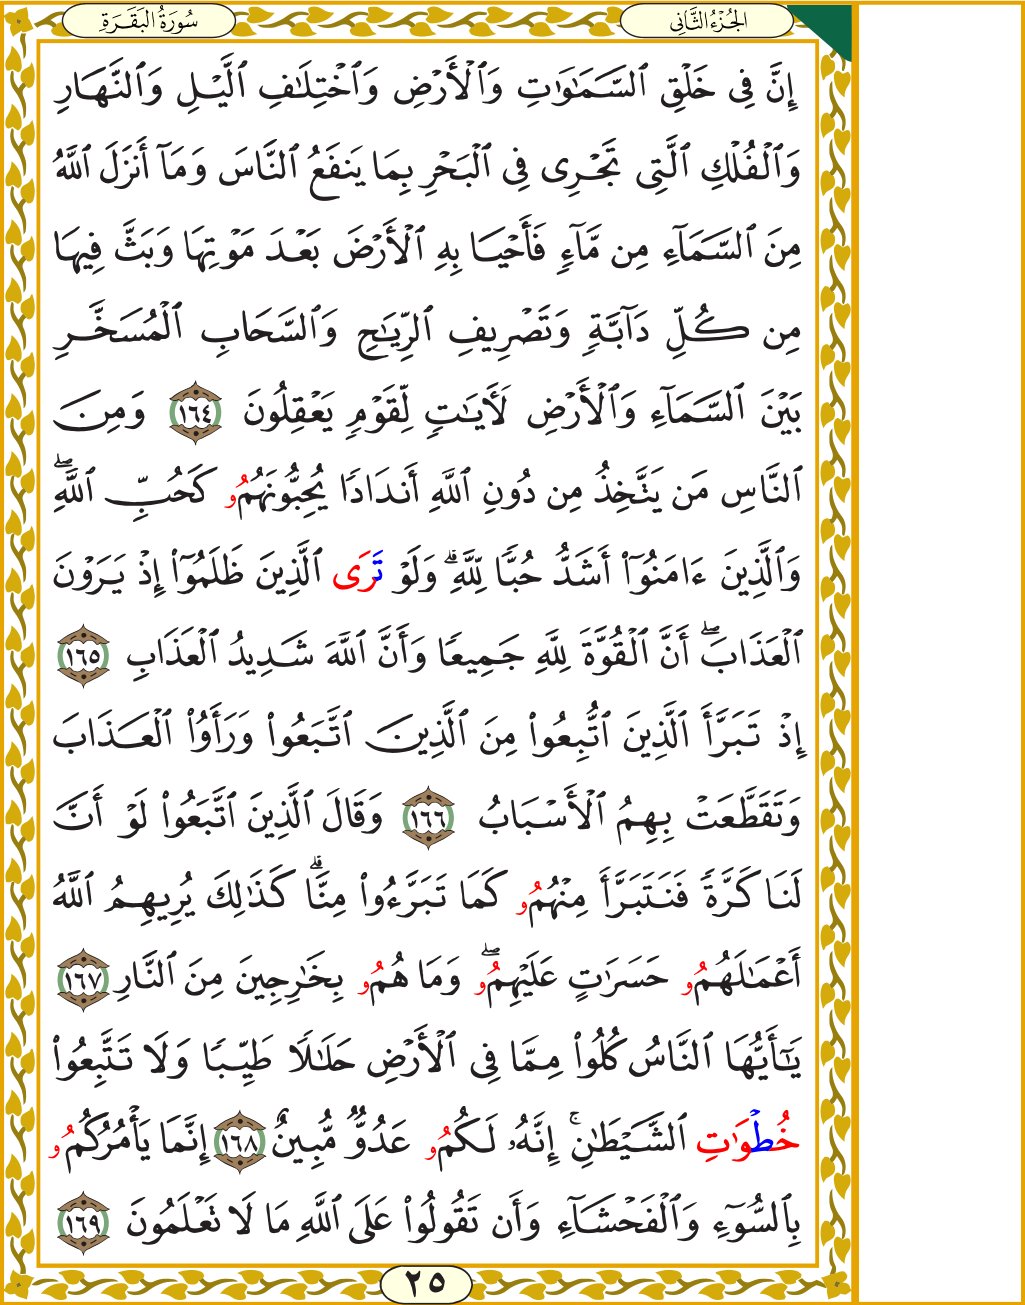 الجُزْءُ الثَّانِي
سُورَةُ البَقَرَةِ
إِنَّ فِي خَلْقِ ٱلسَّمَٰوَٰتِ وَٱلْأَرْضِ وَٱخْتِلَٰفِ ٱلَّيْلِ وَٱلنَّهَارِ
وَٱلْفُلْكِ ٱلَّتِي تَجْرِى فِي ٱلْبَحْرِ بِمَا يَنفَعُ ٱلنَّاسَ وَمَآ أَنزَلَ ٱللَّهُ
مِنَ ٱلسَّمَآءِ مِن مَّآءٍ فَأَحْيَا بِهِ ٱلْأَرْضَ بَعْدَ مَوْتِهَا وَبَثَّ فِيهَا
مِن كُلِّ دَآبَّةٍ وَتَصْرِيفِ ٱلرِّيَٰحِ وَٱلسَّحَابِ ٱلْمُسَخَّرِ
بَيْنَ ٱلسَّمَآءِ وَٱلْأَرْضِ لَأٓيَٰتٍ لِّقَوْمٍ يَعْقِلُونَ ١٦٤ وَمِنَ
ٱلنَّاسِ مَن يَتَّخِذُ مِن دُونِ ٱللَّهِ أَندَادًا يُحِبُّونَهُمُو كَحُبِّ ٱللَّهِۖ
وَٱلَّذِينَ ءَامَنُوٓا۟ أَشَدُّ حُبًّا لِّلَّهِۗ وَلَوْ تَرَى ٱلَّذِينَ ظَلَمُوٓا۟ إِذْ يَرَوْنَ
ٱلْعَذَابَۖ أَنَّ ٱلْقُوَّةَ لِلَّهِ جَمِيعًا وَأَنَّ ٱللَّهَ شَدِيدُ ٱلْعَذَابِ ١٦٥
إِذْ تَبَرَّأَ ٱلَّذِينَ ٱتُّبِعُوا۟ مِنَ ٱلَّذِينَ ٱتَّبَعُوا۟ وَرَأَوُا۟ ٱلْعَذَابَ
وَتَقَطَّعَتْ بِهِمُ ٱلْأَسْبَابُ ١٦٦ وَقَالَ ٱلَّذِينَ ٱتَّبَعُوا۟ لَوْ أَنَّ
لَنَا كَرَّةً فَنَتَبَرَّأَ مِنْهُمُو كَمَا تَبَرَّءُوا۟ مِنَّاۗ كَذَٰلِكَ يُرِيهِمُ ٱللَّهُ
أَعْمَٰلَهُمُو حَسَرَٰتٍ عَلَيْهِمُوۖ وَمَا هُمُو بِخَٰرِجِينَ مِنَ ٱلنَّارِ ١٦٧
يَٰٓأَيُّهَا ٱلنَّاسُ كُلُوا۟ مِمَّا فِي ٱلْأَرْضِ حَلَٰلًا طَيِّبًا وَلَا تَتَّبِعُوا۟
خُطْوَٰتِ ٱلشَّيْطَٰنِۚ إِنَّهُۥ لَكُمُو عَدُوٌّ مُّبِينٌ ١٦٨ إِنَّمَا يَأْمُرُكُمُو
بِٱلسُّوٓءِ وَٱلْفَحْشَآءِ وَأَن تَقُولُوا۟ عَلَى ٱللَّهِ مَا لَا تَعْلَمُونَ ١٦٩
٢٥